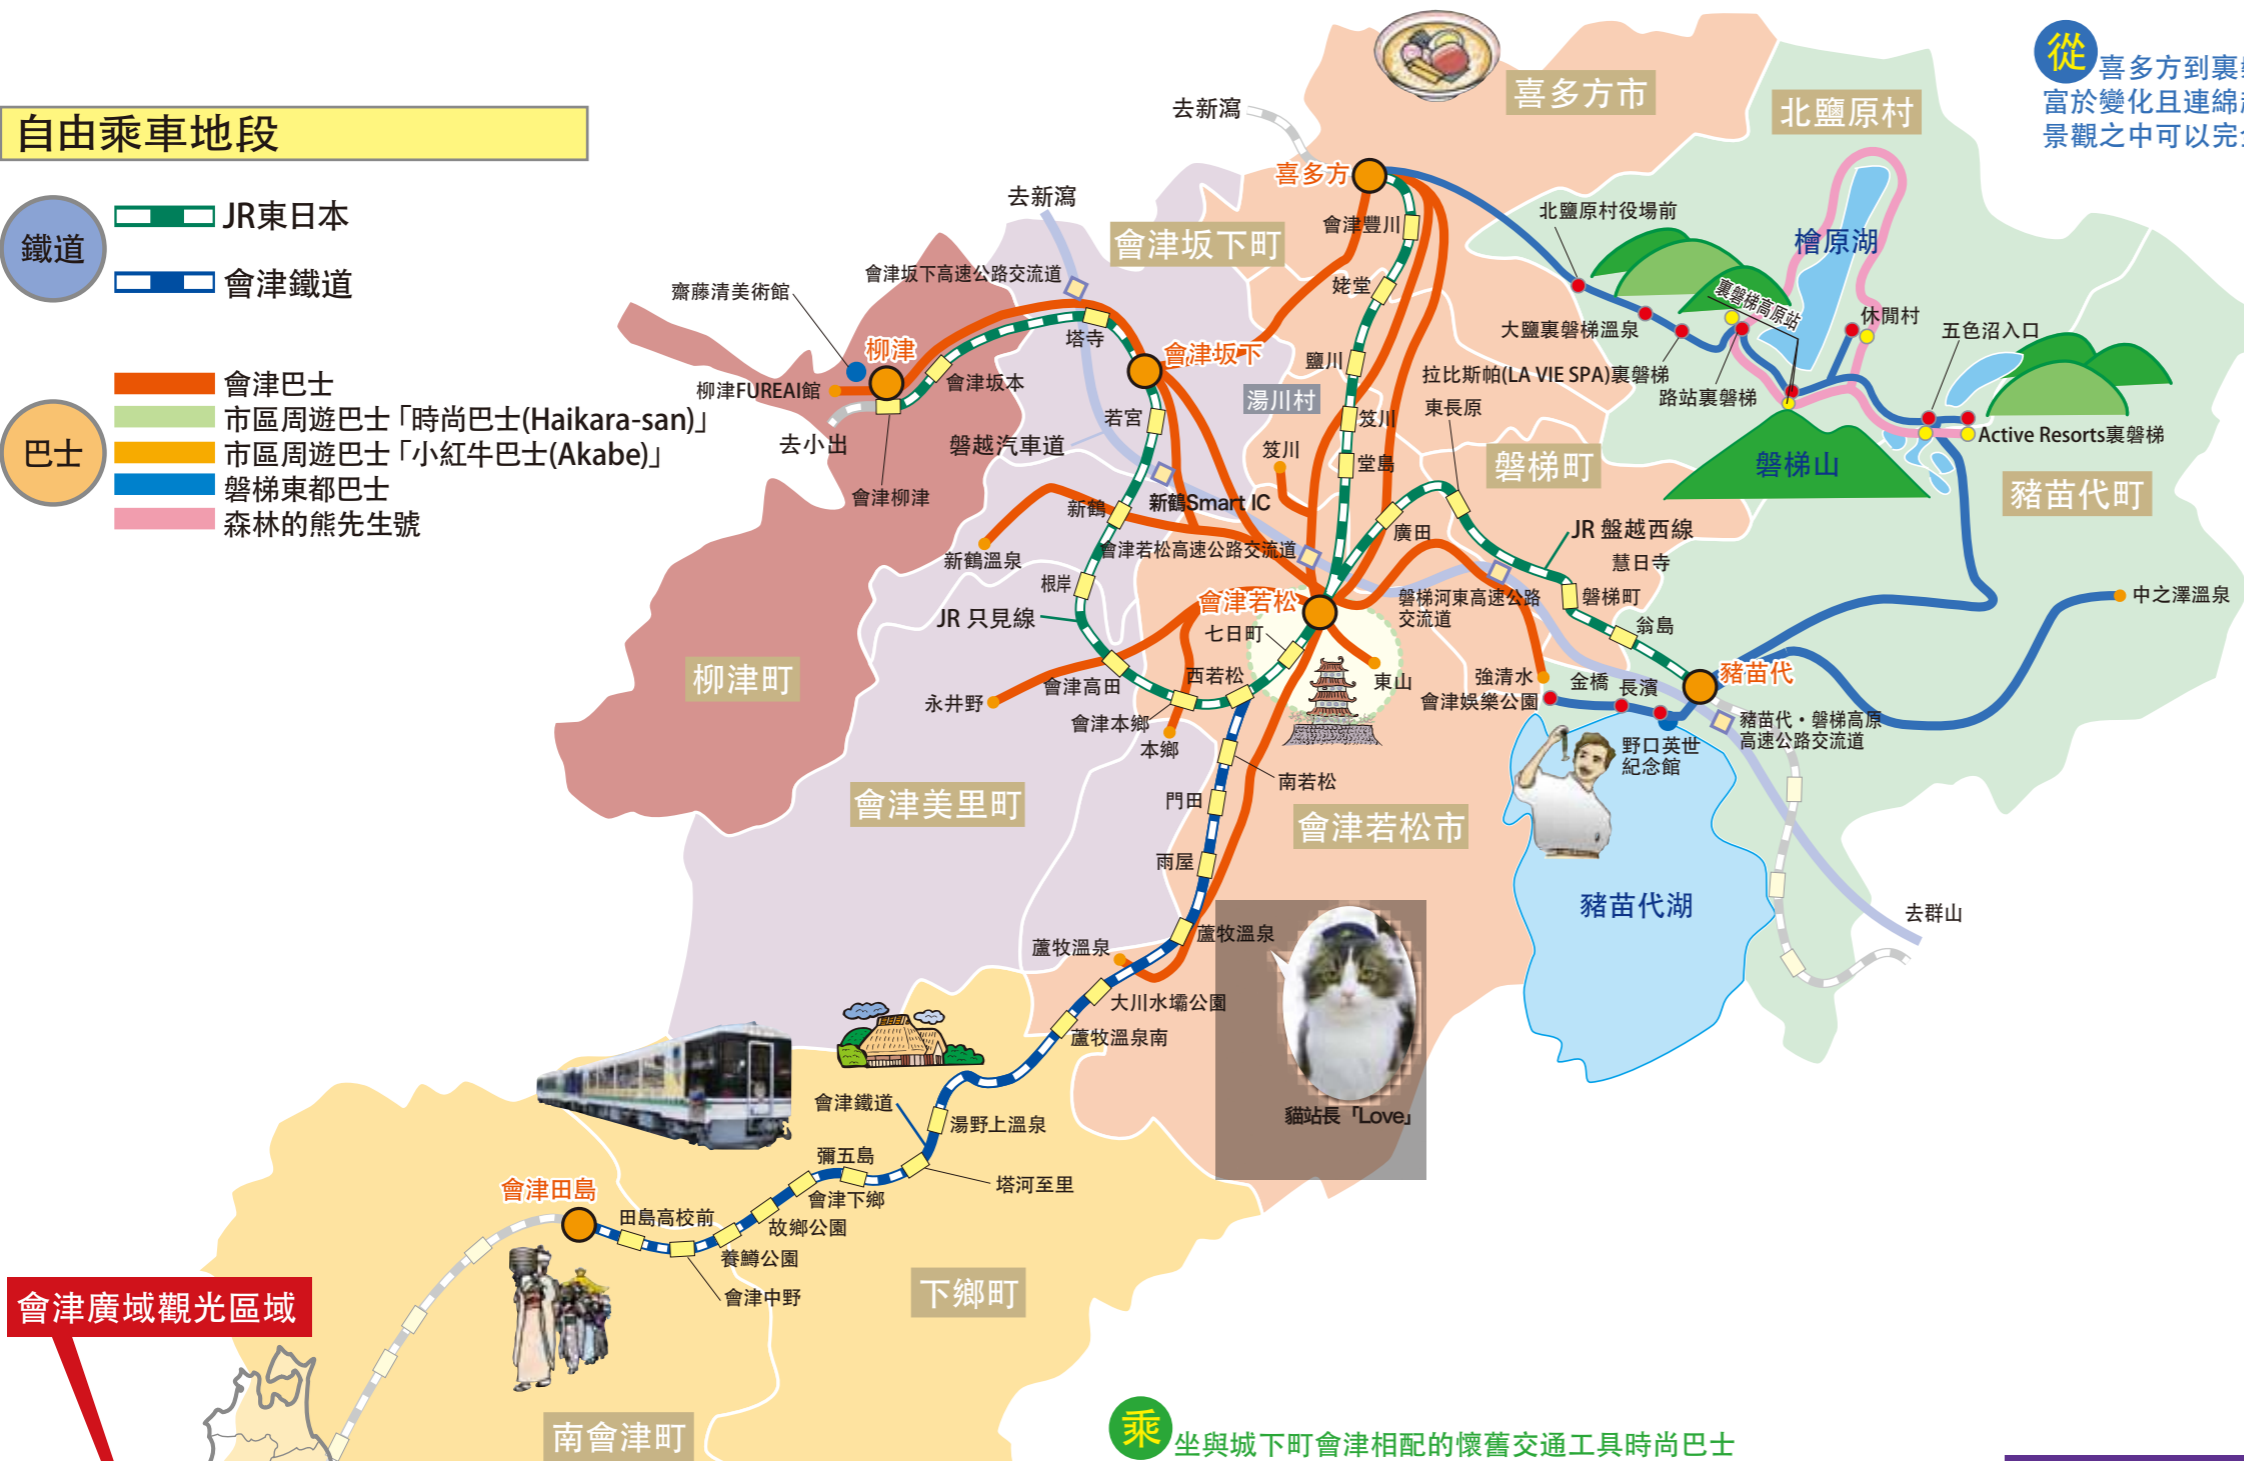 自由乘車地段
鐵道
JR東日本
會津鐵道
巴士
會津巴士
市區周遊巴士「時尚巴士(Haikara-san)」
市區周遊巴士「小紅牛巴士(Akabe)」
磐梯東都巴士
森林的熊先生號
從
喜多方到裏
富於變化且連綿
景觀之中可以完
去新瀉
喜多方市
北鹽原村
喜多方
去新瀉
會津豐川
北鹽原村役場前
檜原湖
會津坂下町
會津坂下高速公路交流道
姥堂
裏磐梯高原站
齋藤清美術館
大鹽裏磐梯溫泉
休閒村
五色沼入口
柳津
塔寺
會津坂下
鹽川
拉比斯帕(LA VIE SPA)裏磐梯
柳津FUREAI館
會津坂本
湯川村
東長原
路站裏磐梯
若宮
笈川
Active Resorts裏磐梯
去小出
磐越汽車道
笈川
堂島
磐梯町
磐梯山
豬苗代町
會津柳津
新鶴
新鶴Smart IC
廣田
JR 盤越西線
新鶴溫泉
會津若松高速公路交流道
慧日寺
根岸
會津若松
磐梯河東高速公路
交流道
磐梯町
中之澤溫泉
JR 只見線
七日町
翁島
柳津町
會津高田
西若松
東山
強清水
金橋
長濱
豬苗代
永井野
會津本鄉
會津娛樂公園
豬苗代・磐梯高原
高速公路交流道
本鄉
野口英世
紀念館
南若松
會津美里町
門田
會津若松市
雨屋
豬苗代湖
去群山
蘆牧溫泉
蘆牧溫泉
大川水壩公園
蘆牧溫泉南
貓站長「Love」
會津鐵道
湯野上溫泉
彌五島
塔河至里
會津田島
會津下鄉
田島高校前
故鄉公園
養鱒公園
會津中野
下鄉町
會津廣域觀光區域
南會津町
乘
坐與城下町會津相配的懷舊交通工具時尚巴士